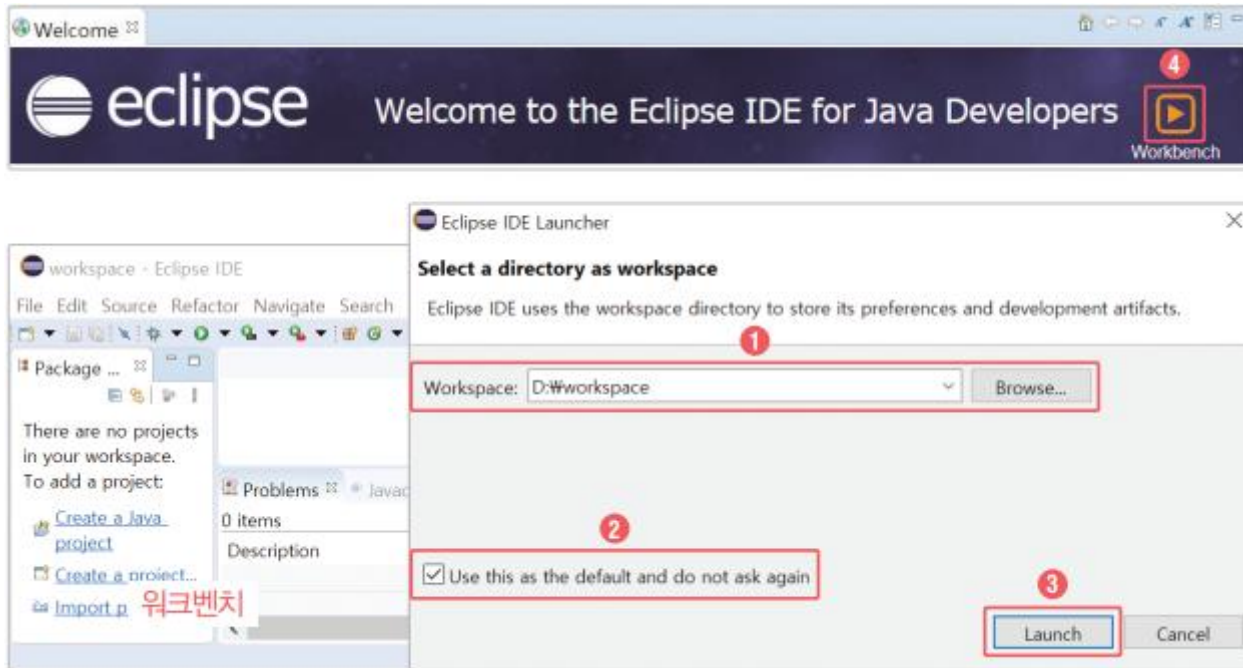 Welcome
4
eclipse
Welcome to the Eclipse IDE for Java Developers
Workbench
Eclipse IDE Launcher
Select a directory as workspace
Eclipse IDE uses the workspace directory to store its preferences and development artifacts.
1
Workspace: D:₩workspace Browse...
2
Use this as the default and do not ask again
3
Launch Cancel
workspace - Eclipse IDE
File Edit Source Refactor Navigate Search
Package ...
There are no projects
in your workspace.
To add a project:
Create a Java
project
Create a project...
Import p
워크벤치
Problems
0 items
Description